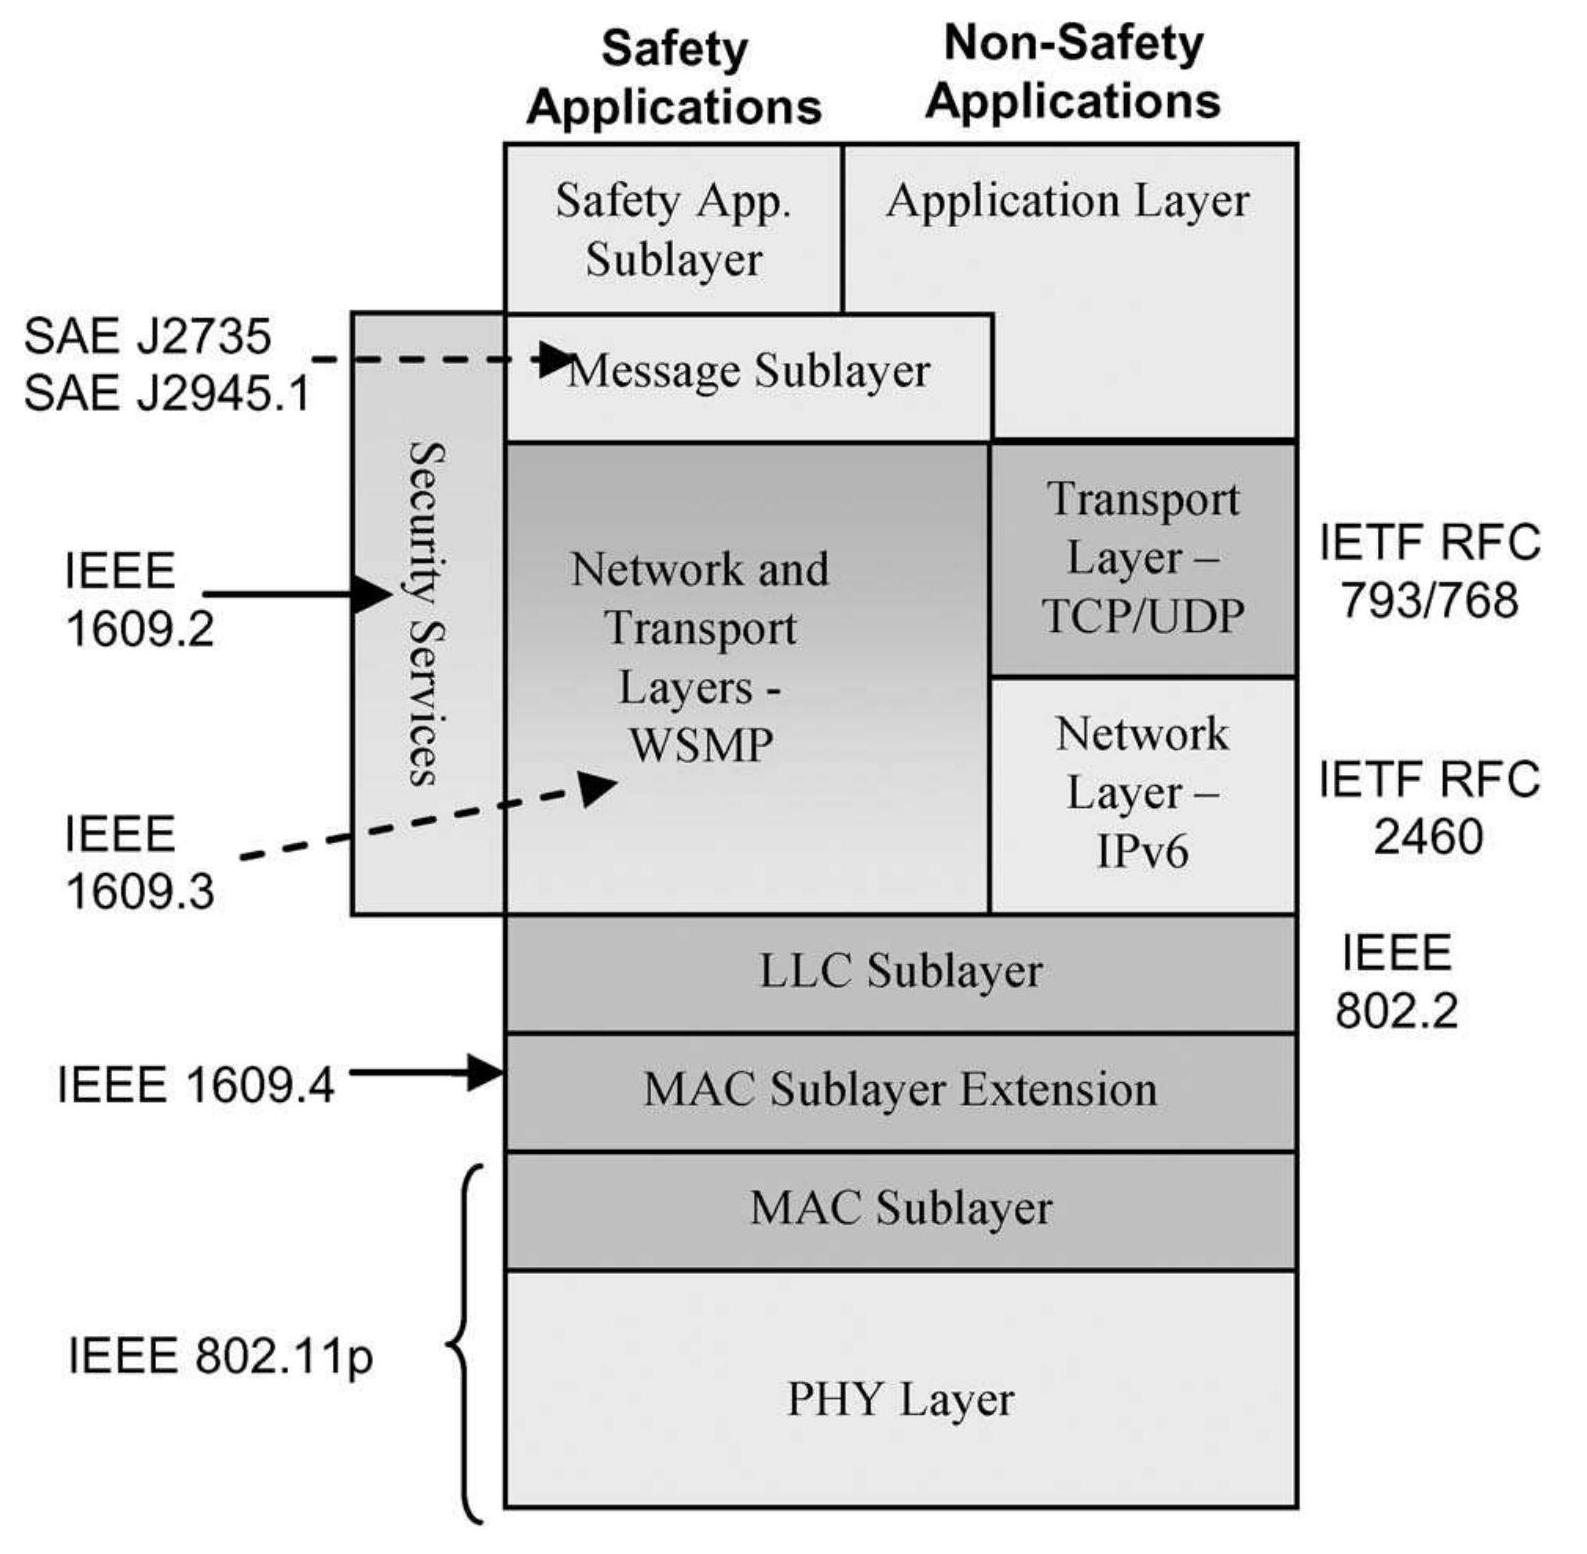 Safety
Applications
Non-Safety
Applications
Safety App.
Sublayer
Application Layer
SAE J2735
SAE J2945.1
Message Sublayer
Security Services
IEEE
1609.2
Network and
Transport
Layers -
WSMP
Transport
Layer –
TCP/UDP
IETF RFC
793/768
IEEE
1609.3
Network
Layer –
IPv6
IETF RFC
2460
LLC Sublayer
IEEE
802.2
IEEE 1609.4
MAC Sublayer Extension
MAC Sublayer
IEEE 802.11p
PHY Layer